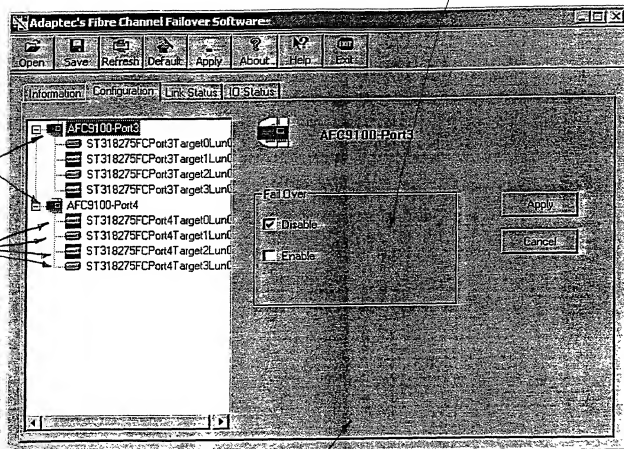 Adaptec's Fibre Channel Failover Software
Open Save Refresh Default Apply About Help Exit
Information Configuration Link Status IO Status
AFC9100-Port3
ST318275FCPort3Target0Lun0
ST318275FCPort3Target1Lun0
ST318275FCPort3Target2Lun0
ST318275FCPort3Target3Lun0
AFC9100-Port4
ST318275FCPort4Target0Lun0
ST318275FCPort4Target1Lun0
ST318275FCPort4Target2Lun0
ST318275FCPort4Target3Lun0
AFC9100-Port3
Fail Over
Disable
Enable
Apply
Cancel